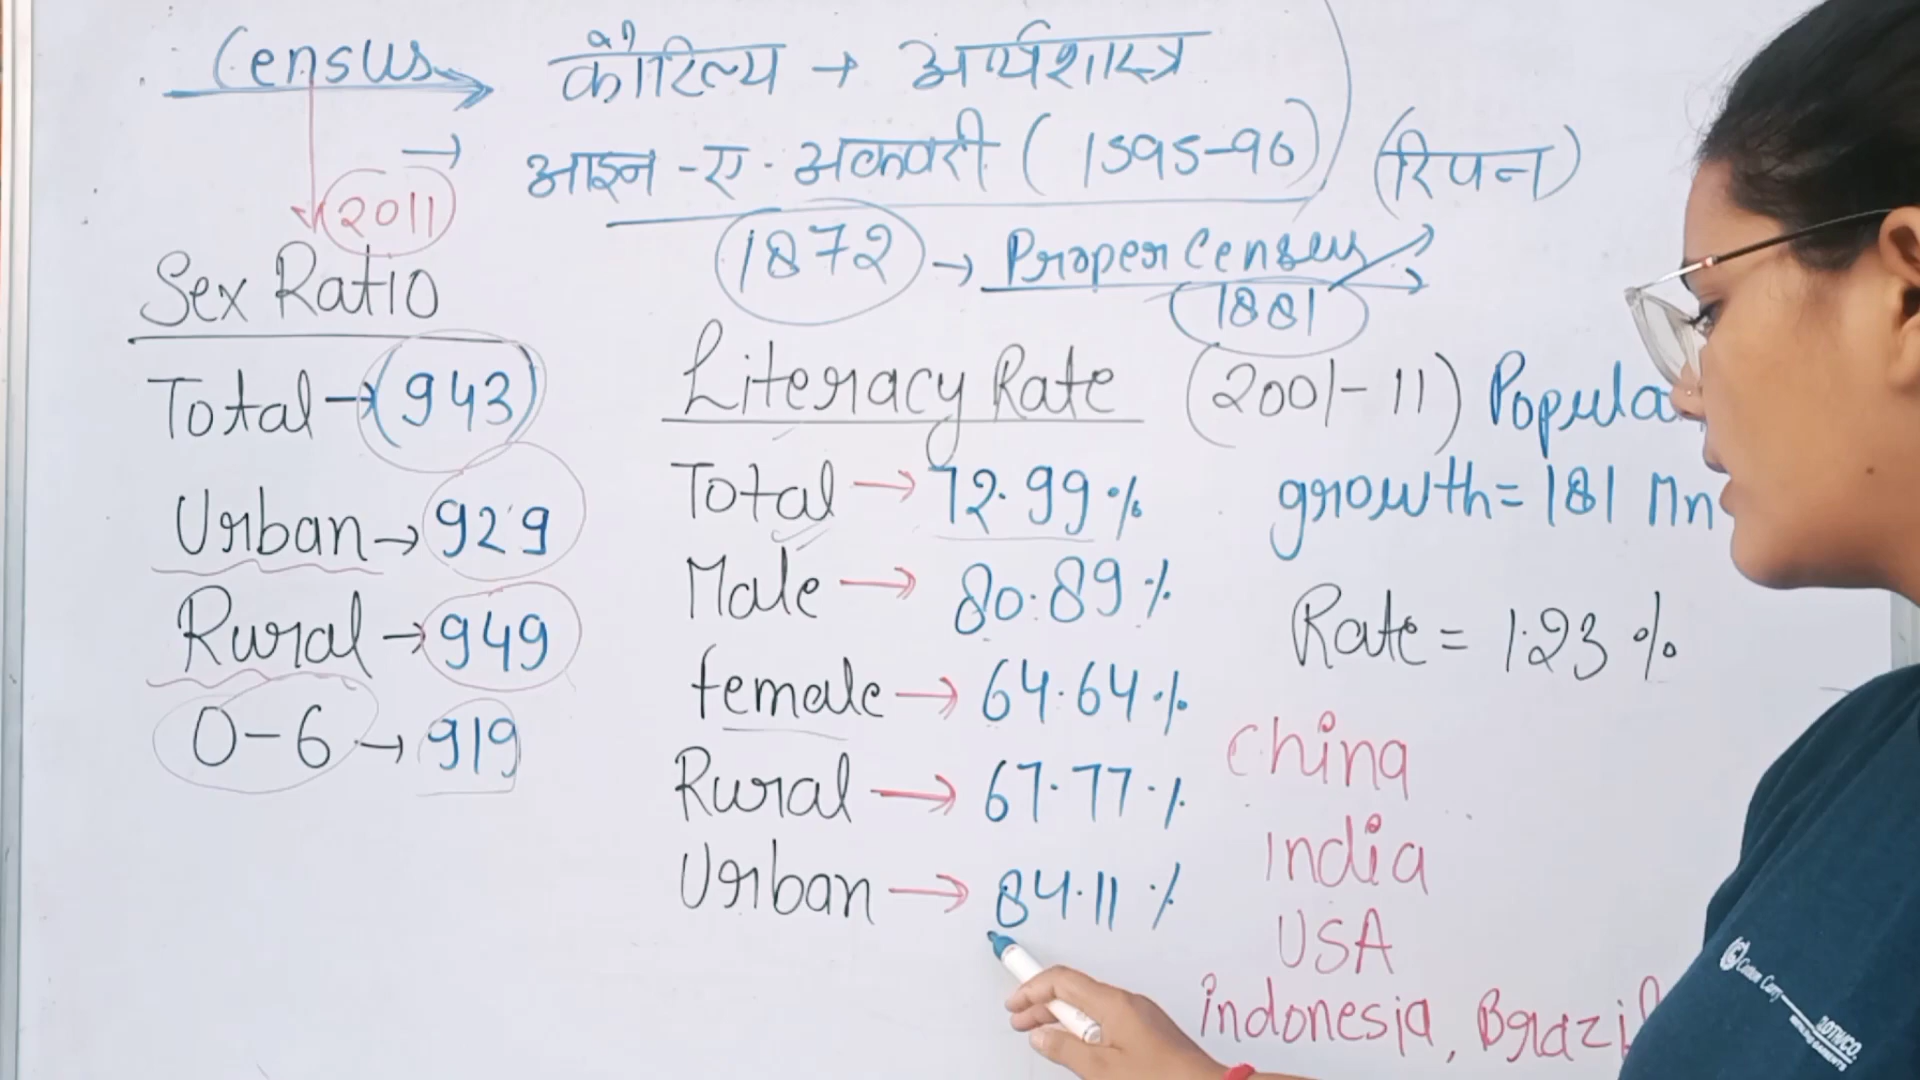 Census → कौटिल्य → अर्थशास्त्र
→ आइन-ए-अकबरी (1595-96) (रिपन)
2011
1872 → Proper Census
1881
Sex Ratio
Total → (943)
Urban → 929
Rural → 949
0-6 → 919
Literacy Rate
Total → 72.99%
Male → 80.89%
female → 64.64%
Rural → 67.77%
Urban → 84.11%
(2001-11)
growth = 181 Mn
Rate = 1.23%
China
India
USA
indonesia, Brazil
ROTHCO.